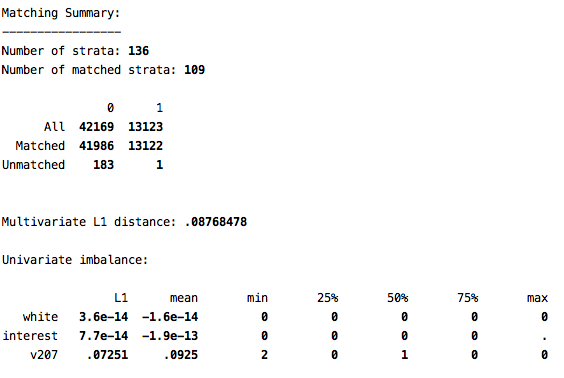 Matching Summary:
-----------------
Number of strata: 136
Number of matched strata: 109
0 1
All 42169 13123
Matched 41986 13122
Unmatched 183 1
Multivariate L1 distance: .08768478
Univariate imbalance:
L1 mean min 25% 50% 75% max
white 3.6e-14 -1.6e-14 0 0 0 0 0
interest 7.7e-14 -1.9e-13 0 0 0 0 .
v207 .07251 .0925 2 0 1 0 0